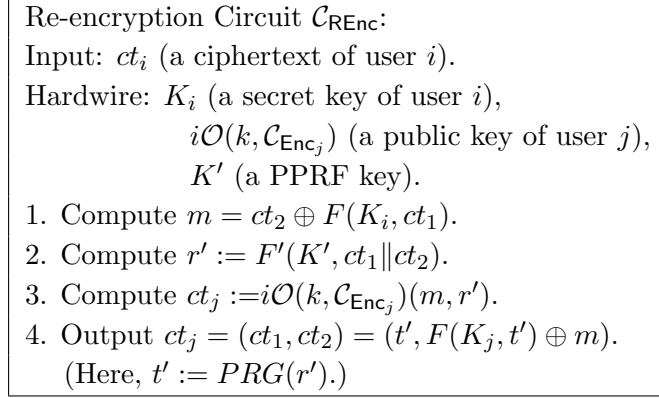 Re-encryption Circuit 𝒞_REnc:
Input: ct_i (a ciphertext of user i).
Hardwire: K_i (a secret key of user i),
i𝒪(k, 𝒞_Enc_j) (a public key of user j),
K′ (a PPRF key).
1. Compute m = ct_2 ⊕ F(K_i, ct_1).
2. Compute r′ := F′(K′, ct_1‖ct_2).
3. Compute ct_j :=i𝒪(k, 𝒞_Enc_j)(m, r′).
4. Output ct_j = (ct_1, ct_2) = (t′, F(K_j, t′) ⊕ m).
(Here, t′ := PRG(r′).)